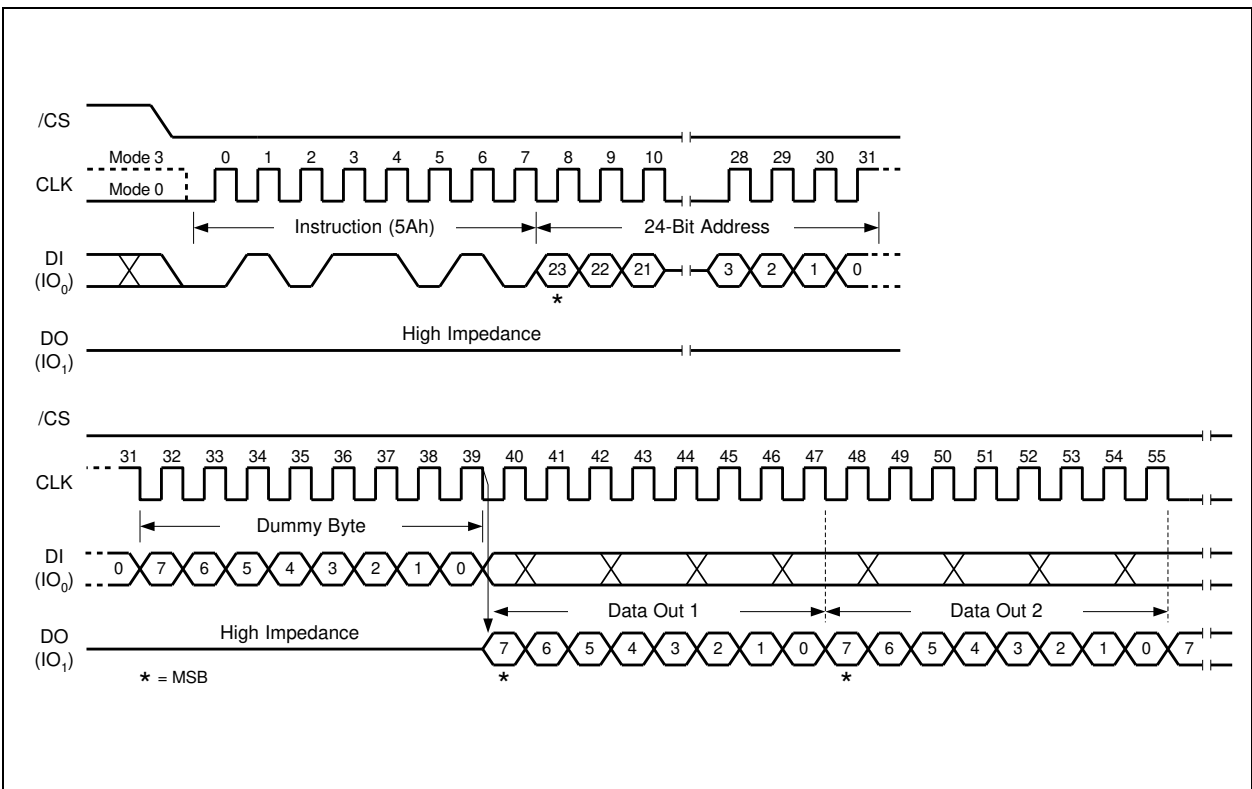 /CS
Mode 3 0 1 2 3 4 5 6 7 8 9 10 28 29 30 31
CLK
Mode 0
Instruction (5Ah) 24-Bit Address
DI
(IO0)
23 22 21 3 2 1 0
*
High Impedance
DO
(IO1)
/CS
31 32 33 34 35 36 37 38 39 40 41 42 43 44 45 46 47 48 49 50 51 52 53 54 55
CLK
Dummy Byte
DI
(IO0)
0 7 6 5 4 3 2 1 0
Data Out 1 Data Out 2
High Impedance
DO
(IO1)
7 6 5 4 3 2 1 0 7 6 5 4 3 2 1 0 7
* = MSB * *